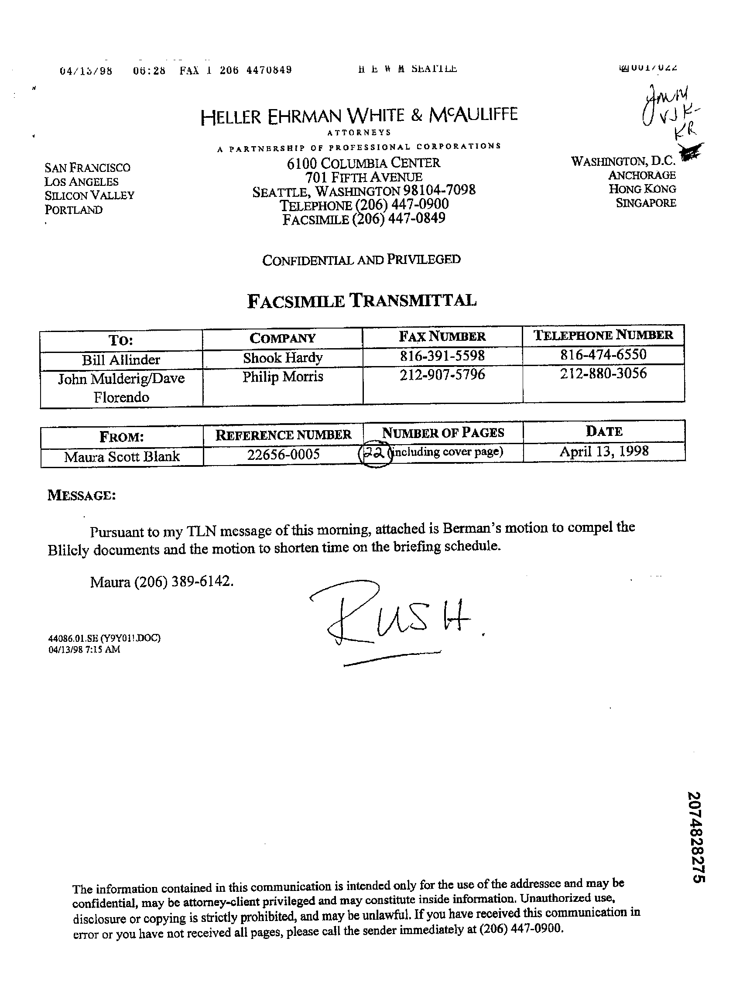 04/13/98 06:28 FAX 1 206 4470849 H E W M SEATTLE 001/022
JMM
VJK-
KR
HELLER EHRMAN WHITE & MCAULIFFE
ATTORNEYS
A PARTNERSHIP OF PROFESSIONAL CORPORATIONS
6100 COLUMBIA CENTER
701 FIFTH AVENUE
SEATTLE, WASHINGTON 98104-7098
TELEPHONE (206) 447-0900
FACSIMILE (206) 447-0849
SAN FRANCISCO
LOS ANGELES
SILICON VALLEY
PORTLAND
WASHINGTON, D.C.
ANCHORAGE
HONG KONG
SINGAPORE
CONFIDENTIAL AND PRIVILEGED
FACSIMILE TRANSMITTAL
TO: COMPANY FAX NUMBER TELEPHONE NUMBER
Bill Allinder Shook Hardy 816-391-5598 816-474-6550
John Mulderig/Dave Philip Morris 212-907-5796 212-880-3056
Florendo
FROM: REFERENCE NUMBER NUMBER OF PAGES DATE
Maura Scott Blank 22656-0005 22 (including cover page) April 13, 1998
MESSAGE:
Pursuant to my TLN message of this morning, attached is Berman's motion to compel the
Blilely documents and the motion to shorten time on the briefing schedule.
Maura (206) 389-6142.
RUSH.
44086.01.SE (Y9Y01!.DOC)
04/13/98 7:15 AM
2074828275
The information contained in this communication is intended only for the use of the addressee and may be
confidential, may be attorney-client privileged and may constitute inside information. Unauthorized use,
disclosure or copying is strictly prohibited, and may be unlawful. If you have received this communication in
error or you have not received all pages, please call the sender immediately at (206) 447-0900.